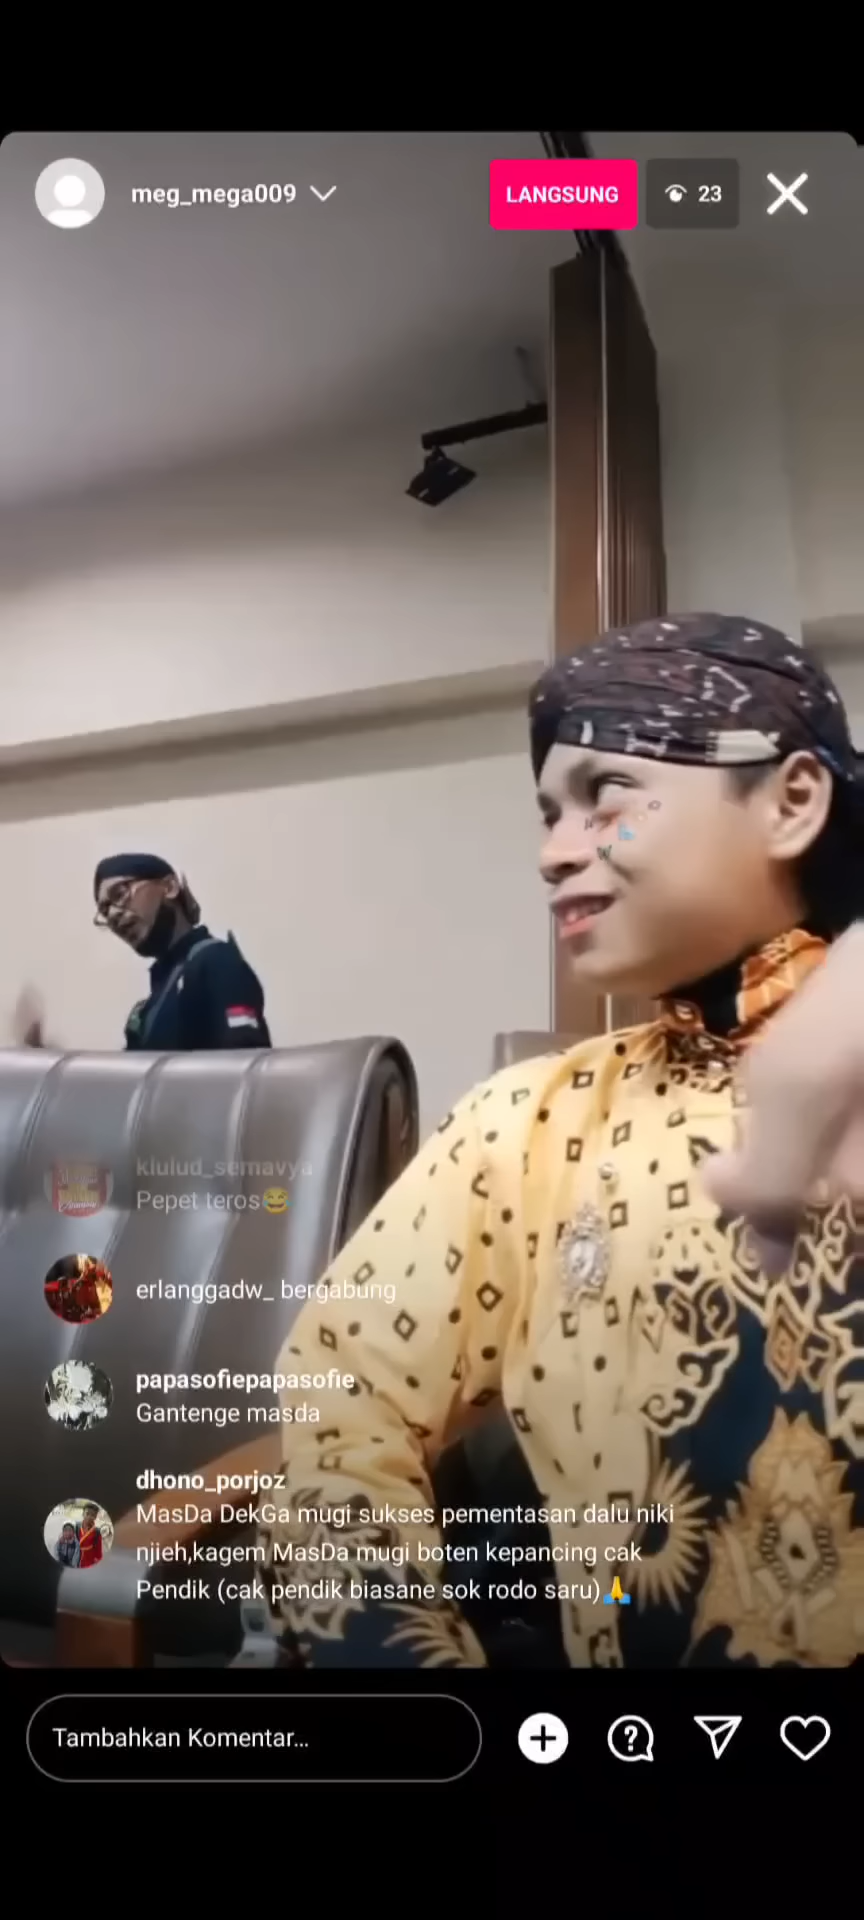 meg_mega009
LANGSUNG
23
klulud_semavya
Pepet teros😂
erlanggadw_ bergabung
papasofiepapasofie
Gantenge masda
dhono_porjoz
MasDa DekGa mugi sukses pementasan dalu niki
njieh,kagem MasDa mugi boten kepancing cak
Pendik (cak pendik biasane sok rodo saru)🙏
Tambahkan Komentar...